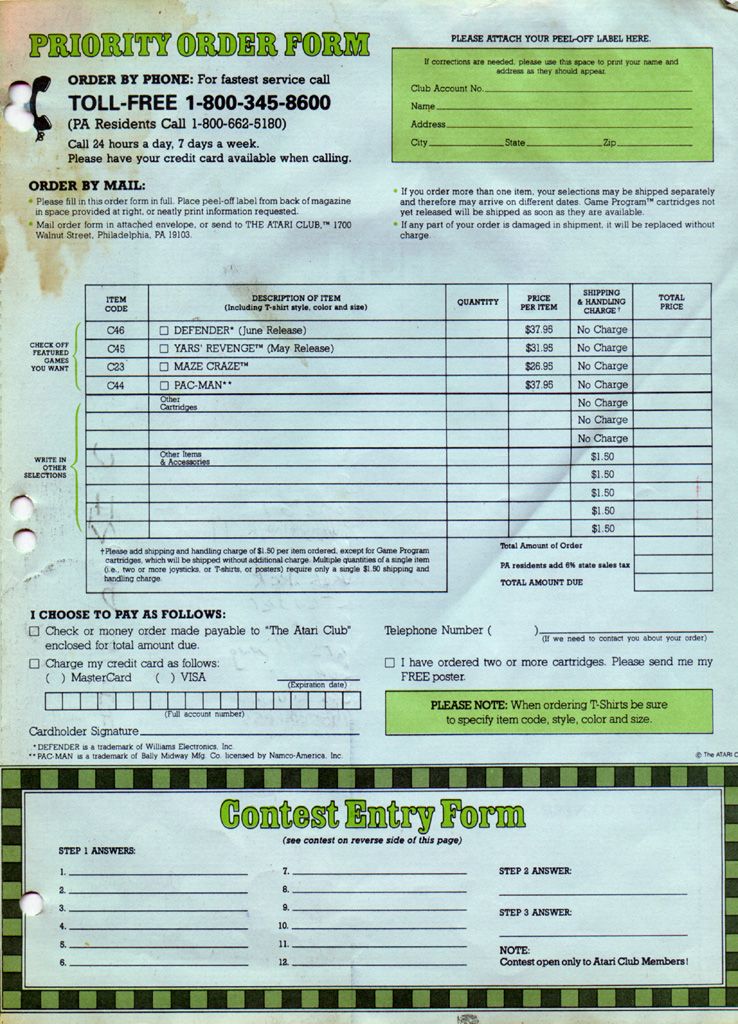 PRIORITY ORDER FORM
ORDER BY PHONE: For fastest service call
TOLL-FREE 1-800-345-8600
(PA Residents Call 1-800-662-5180)
Call 24 hours a day, 7 days a week.
Please have your credit card available when calling.
PLEASE ATTACH YOUR PEEL-OFF LABEL HERE.
If corrections are needed, please use this space to print your name and
address as they should appear.
Club Account No.
Name
Address
City State Zip
ORDER BY MAIL:
• Please fill in this order form in full. Place peel-off label from back of magazine
in space provided at right, or neatly print information requested.
• Mail order form in attached envelope, or send to THE ATARI CLUB,™ 1700
Walnut Street, Philadelphia, PA 19103.
• If you order more than one item, your selections may be shipped separately
and therefore may arrive on different dates. Game Program™ cartridges not
yet released will be shipped as soon as they are available.
• If any part of your order is damaged in shipment, it will be replaced without
charge.
ITEM CODE DESCRIPTION OF ITEM (Including T-shirt style, color and size) QUANTITY PRICE PER ITEM SHIPPING & HANDLING CHARGE† TOTAL PRICE
CHECK OFF
FEATURED
GAMES
YOU WANT
C46 DEFENDER* (June Release) $37.95 No Charge
C45 YARS' REVENGE™ (May Release) $31.95 No Charge
C23 MAZE CRAZE™ $26.95 No Charge
C44 PAC-MAN** $37.95 No Charge
WRITE IN
OTHER
SELECTIONS
Other
Cartridges No Charge
No Charge
No Charge
Other Items
& Accessories $1.50
$1.50
$1.50
$1.50
$1.50
†Please add shipping and handling charge of $1.50 per item ordered, except for Game Program
cartridges, which will be shipped without additional charge. Multiple quantities of a single item
(i.e., two or more joysticks, or T-shirts, or posters) require only a single $1.50 shipping and
handling charge.
Total Amount of Order
PA residents add 6% state sales tax
TOTAL AMOUNT DUE
I CHOOSE TO PAY AS FOLLOWS:
Check or money order made payable to "The Atari Club"
enclosed for total amount due.
Charge my credit card as follows:
( ) MasterCard ( ) VISA
(Expiration date)
(Full account number)
Cardholder Signature
Telephone Number ( )
(If we need to contact you about your order)
I have ordered two or more cartridges. Please send me my
FREE poster.
PLEASE NOTE: When ordering T-Shirts be sure
to specify item code, style, color and size.
*DEFENDER is a trademark of Williams Electronics, Inc.
**PAC-MAN is a trademark of Bally Midway Mfg. Co. licensed by Namco-America, Inc.
© The ATARI C
Contest Entry Form
(see contest on reverse side of this page)
STEP 1 ANSWERS:
1.
2.
3.
4.
5.
6.
7.
8.
9.
10.
11.
12.
STEP 2 ANSWER:
STEP 3 ANSWER:
NOTE:
Contest open only to Atari Club Members!